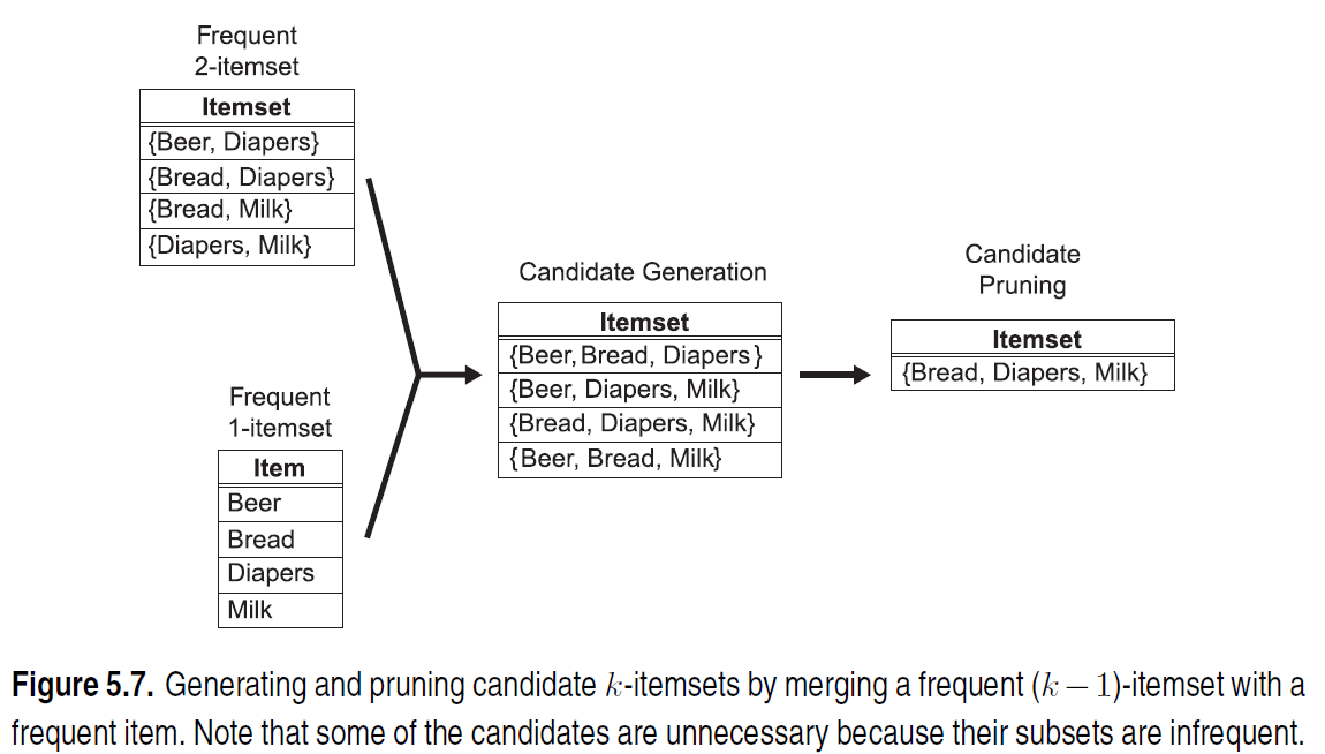 Frequent
2-itemset
Itemset
{Beer, Diapers}
{Bread, Diapers}
{Bread, Milk}
{Diapers, Milk}
Frequent
1-itemset
Item
Beer
Bread
Diapers
Milk
Candidate Generation
Itemset
{Beer, Bread, Diapers}
{Beer, Diapers, Milk}
{Bread, Diapers, Milk}
{Beer, Bread, Milk}
Candidate
Pruning
Itemset
{Bread, Diapers, Milk}
Figure 5.7. Generating and pruning candidate k-itemsets by merging a frequent (k − 1)-itemset with a
frequent item. Note that some of the candidates are unnecessary because their subsets are infrequent.